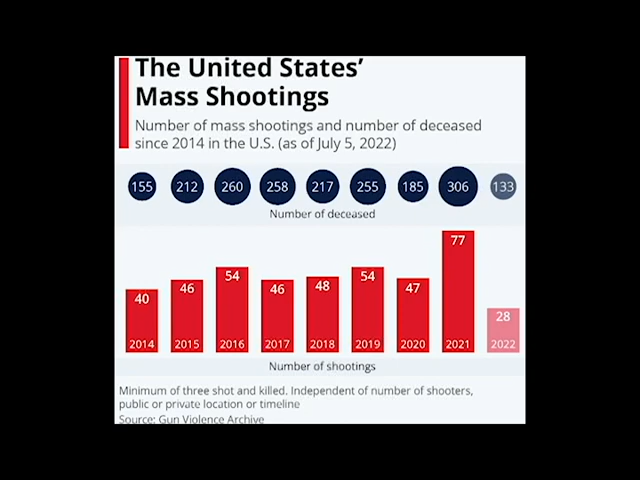 The United States’
Mass Shootings
Number of mass shootings and number of deceased
since 2014 in the U.S. (as of July 5, 2022)
155 212 260 258 217 255 185 306 133
Number of deceased
40 46 54 46 48 54 47 77 28
2014 2015 2016 2017 2018 2019 2020 2021 2022
Number of shootings
Minimum of three shot and killed. Independent of number of shooters,
public or private location or timeline
Source: Gun Violence Archive